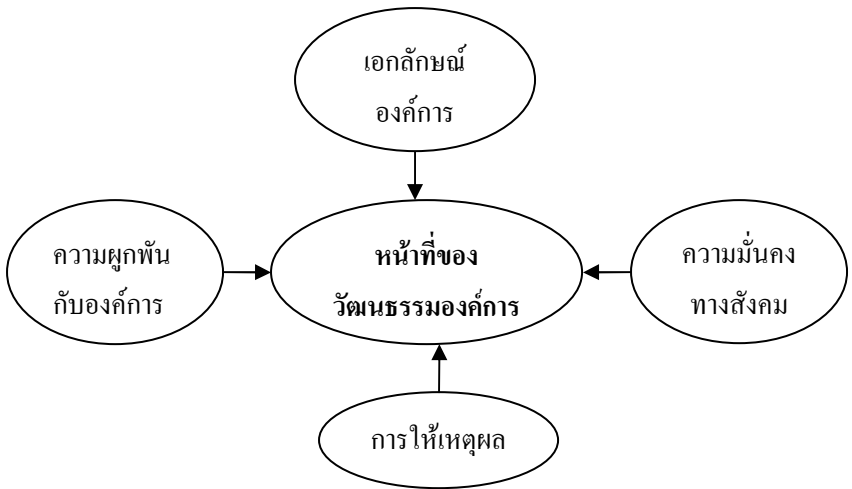 เอกลักษณ์
องค์การ
ความผูกพัน
กับองค์การ
หน้าที่ของ
วัฒนธรรมองค์การ
ความมั่นคง
ทางสังคม
การให้เหตุผล